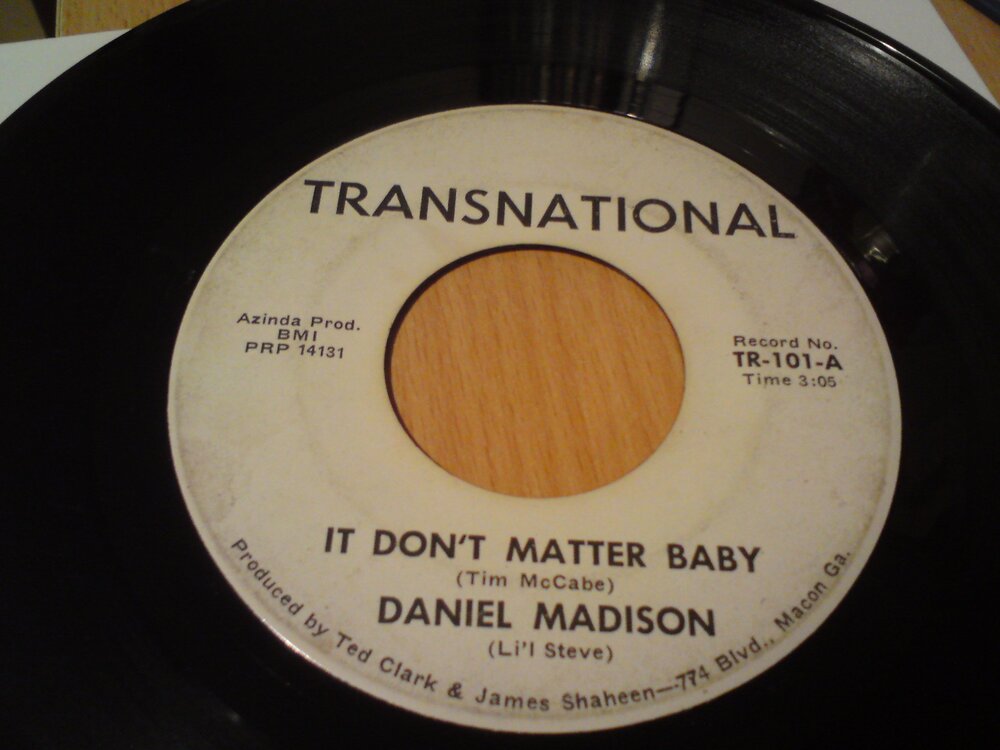 TRANSNATIONAL
Azinda Prod.
BMI
PRP 14131
Record No.
TR-101-A
Time 3:05
IT DON'T MATTER BABY
(Tim McCabe)
DANIEL MADISON
(Li'l Steve)
Produced by Ted Clark & James Shaheen—774 Blvd., Macon Ga.